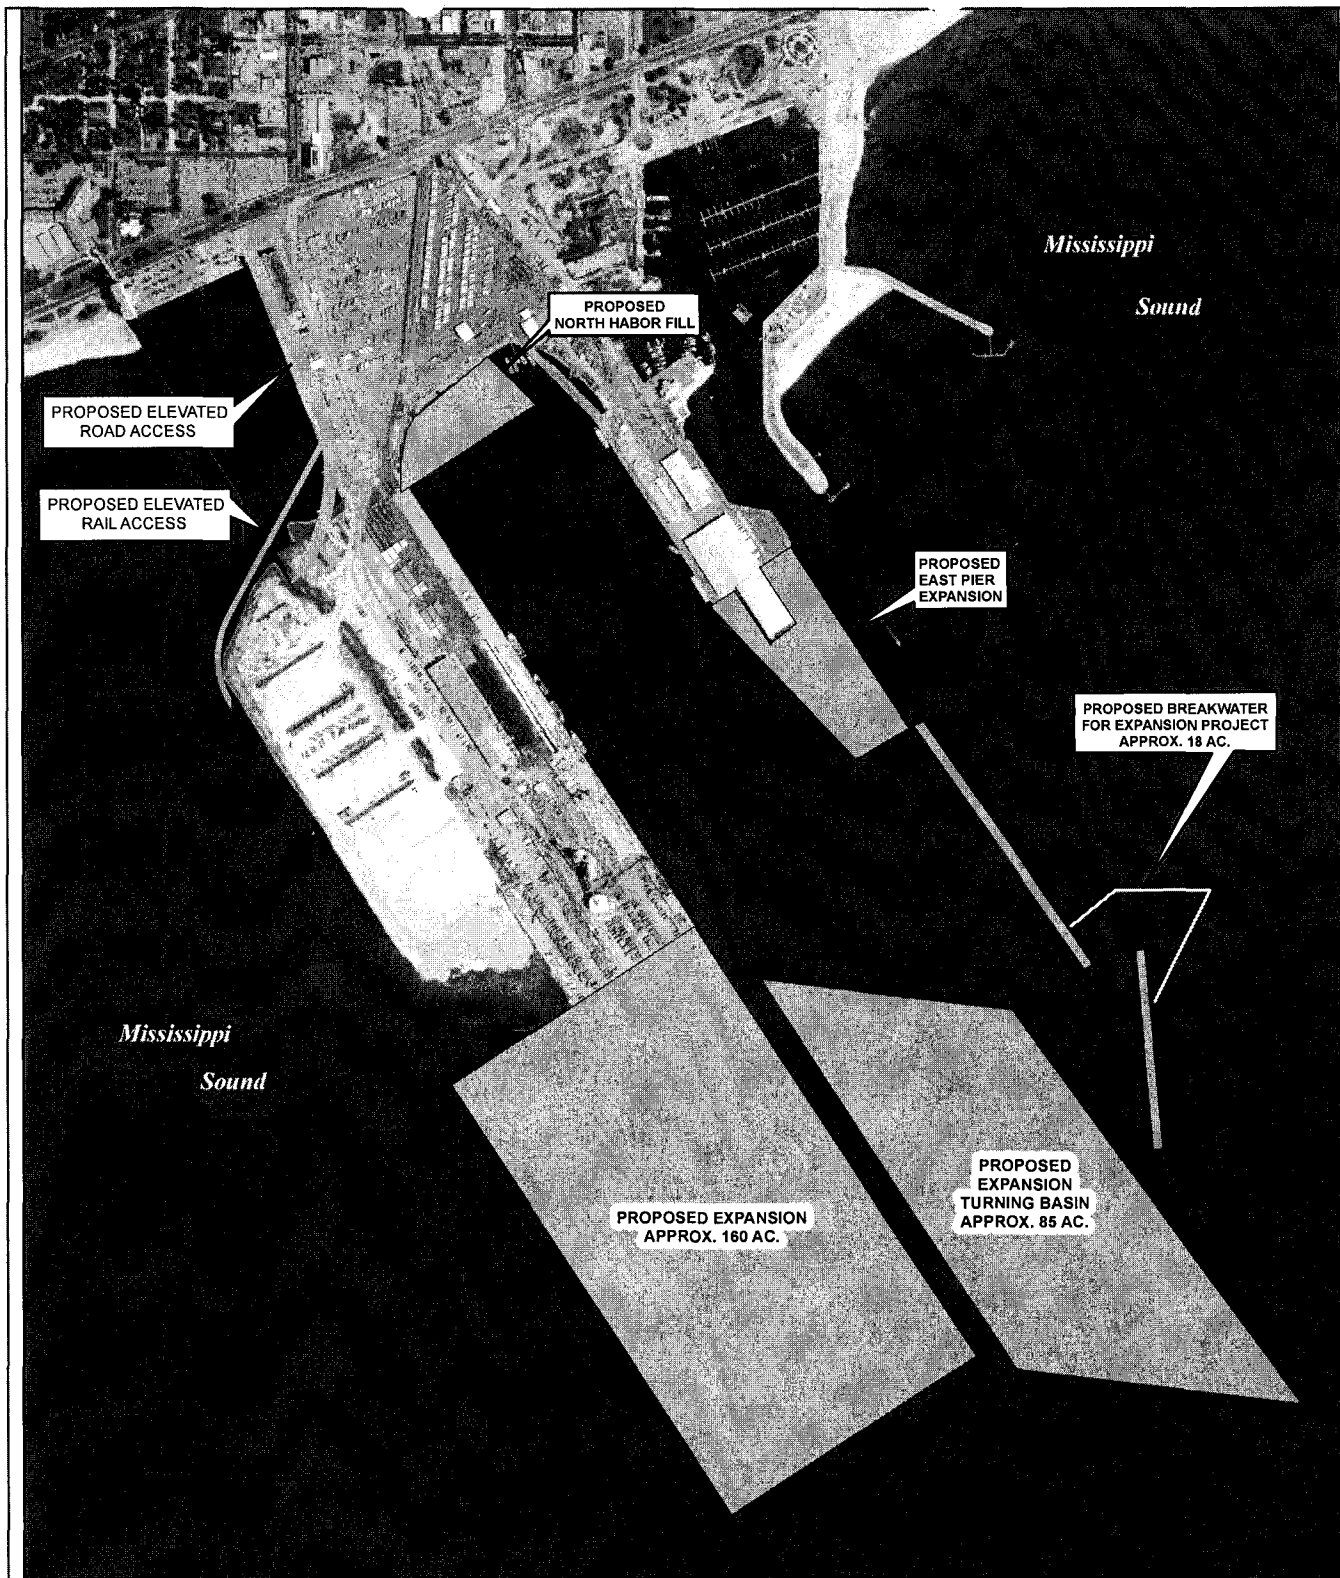 Mississippi
Sound
PROPOSED
NORTH HABOR FILL
PROPOSED ELEVATED
ROAD ACCESS
PROPOSED ELEVATED
RAIL ACCESS
PROPOSED
EAST PIER
EXPANSION
PROPOSED BREAKWATER
FOR EXPANSION PROJECT
APPROX. 18 AC.
Mississippi
Sound
PROPOSED
EXPANSION
TURNING BASIN
APPROX. 85 AC.
PROPOSED EXPANSION
APPROX. 160 AC.